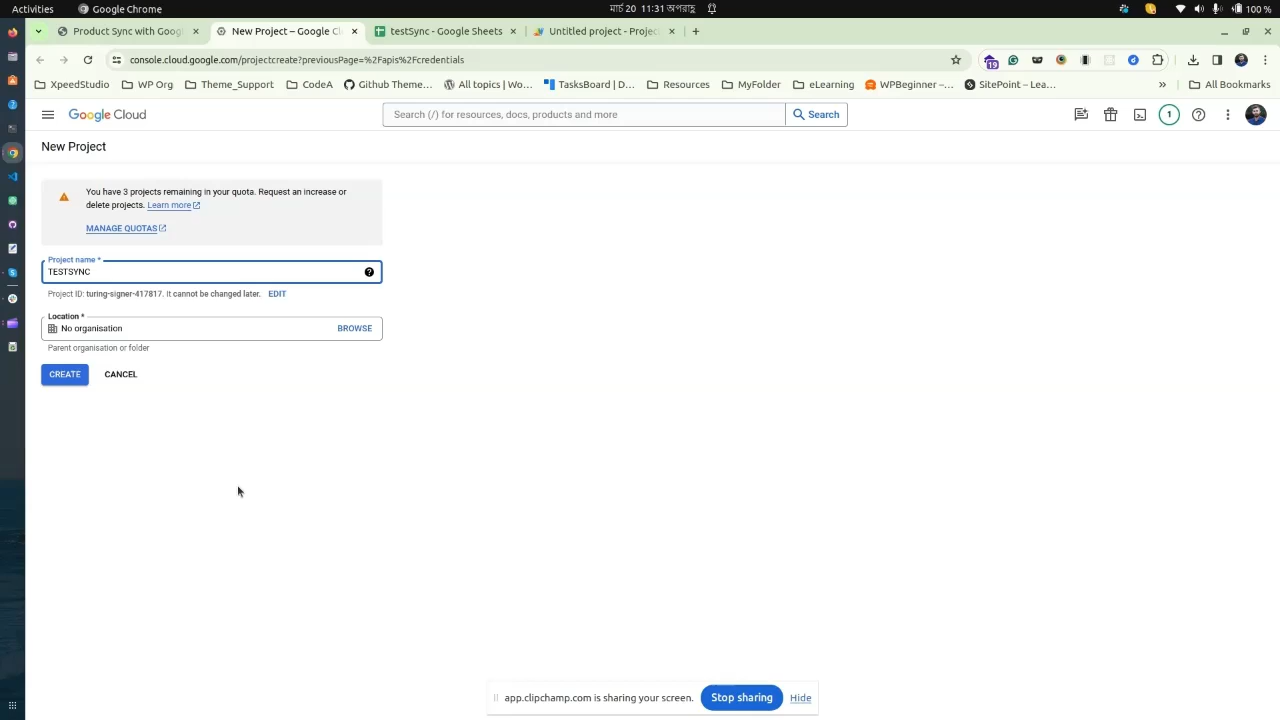 Activities Google Chrome মার্চ 20 11:31 অপরাহ্ণ 100 %
Product Sync with Goog New Project – Google Cl testSync - Google Sheets Untitled project - Projec
console.cloud.google.com/projectcreate?previousPage=%2Fapis%2Fcredentials
XpeedStudio WP Org Theme_Support CodeA Github Theme... All topics | Wo... TasksBoard | D... Resources MyFolder eLearning WPBeginner –... SitePoint – Lea... » All Bookmarks
Google Cloud Search (/) for resources, docs, products and more Search 1
New Project
You have 3 projects remaining in your quota. Request an increase or
delete projects. Learn more
MANAGE QUOTAS
Project name *
TESTSYNC
Project ID: turing-signer-417817. It cannot be changed later. EDIT
Location *
No organisation BROWSE
Parent organisation or folder
CREATE CANCEL
app.clipchamp.com is sharing your screen. Stop sharing Hide